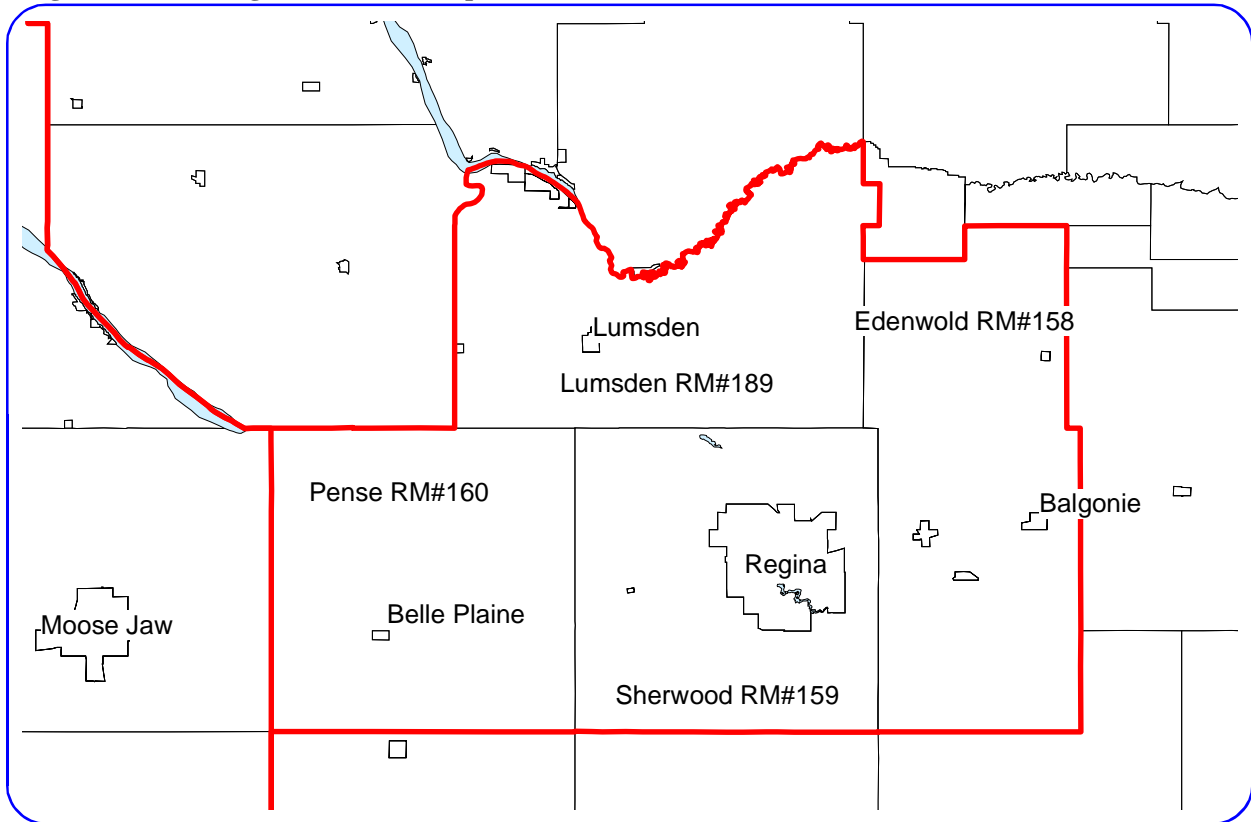 Lumsden
Edenwold RM#158
Lumsden RM#189
Pense RM#160
Balgonie
Regina
Belle Plaine
Moose Jaw
Sherwood RM#159